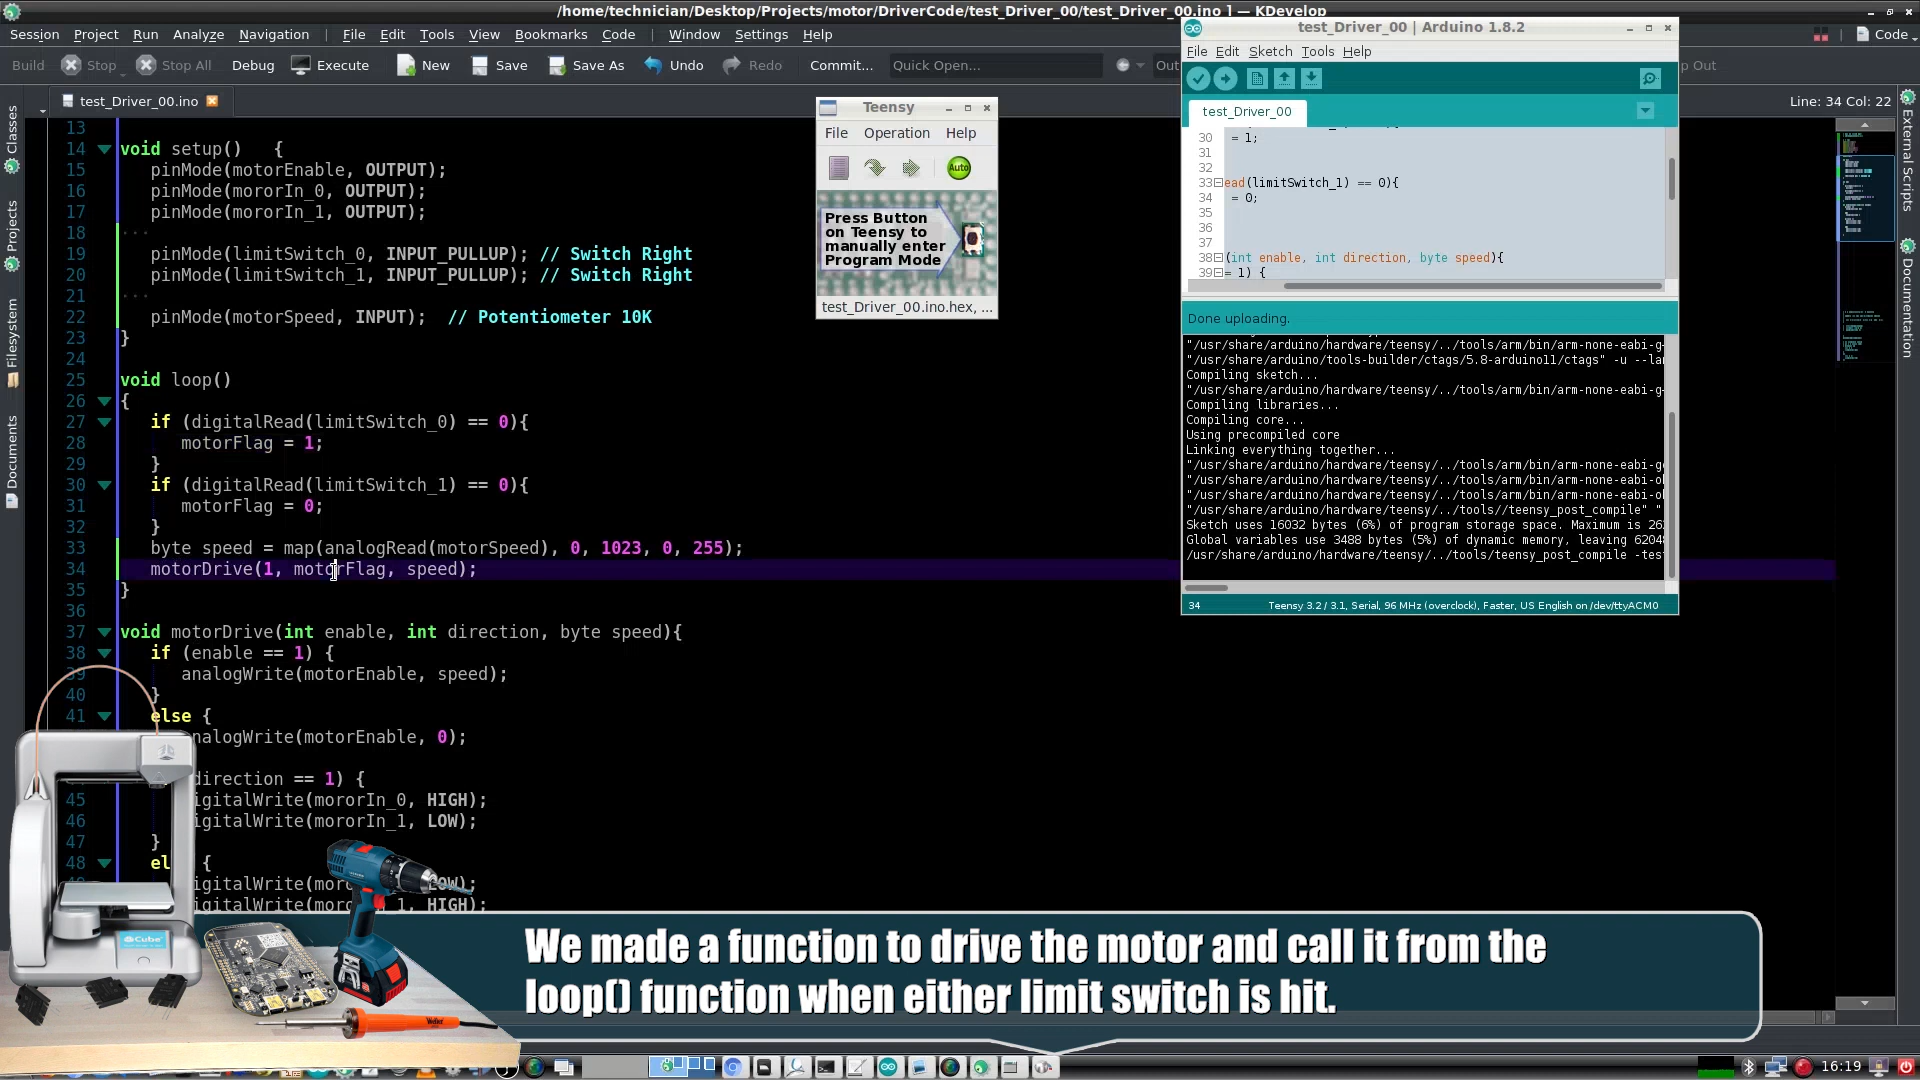 /home/technician/Desktop/Projects/motor/DriverCode/test_Driver_00/test_Driver_00.ino ] — KDevelop
Session Project Run Analyze Navigation | File Edit Tools View Bookmarks Code | Window Settings Help
Code
Build Stop Stop All Debug Execute New Save Save As Undo Redo Commit... Quick Open... Out
Out
test_Driver_00.ino
Line: 34 Col: 22
Classes
Projects
Filesystem
Documents
External Scripts
Documentation
13
14 void setup()   {
15 pinMode(motorEnable, OUTPUT);
16 pinMode(mororIn_0, OUTPUT);
17 pinMode(mororIn_1, OUTPUT);
18
19 pinMode(limitSwitch_0, INPUT_PULLUP); // Switch Right
20 pinMode(limitSwitch_1, INPUT_PULLUP); // Switch Right
21
22 pinMode(motorSpeed, INPUT);  // Potentiometer 10K
23 }
24
25 void loop()
26 {
27 if (digitalRead(limitSwitch_0) == 0){
28 motorFlag = 1;
29 }
30 if (digitalRead(limitSwitch_1) == 0){
31 motorFlag = 0;
32 }
33 byte speed = map(analogRead(motorSpeed), 0, 1023, 0, 255);
34 motorDrive(1, motorFlag, speed);
35 }
36
37 void motorDrive(int enable, int direction, byte speed){
38 if (enable == 1) {
39 analogWrite(motorEnable, speed);
40 }
41 else {
nalogWrite(motorEnable, 0);
direction == 1) {
45 igitalWrite(mororIn_0, HIGH);
46 igitalWrite(mororIn_1, LOW);
47 }
48 el {
igitalWrite(moro LOW);
igitalWrite(moro _1, HIGH);
Teensy
File Operation Help
Auto
Press Button
on Teensy to
manually enter
Program Mode
test_Driver_00.ino.hex, ...
test_Driver_00 | Arduino 1.8.2
File Edit Sketch Tools Help
test_Driver_00
30 = 1;
31
32
33 ead(limitSwitch_1) == 0){
34 = 0;
35
36
37
38 (int enable, int direction, byte speed){
39 = 1) {
Done uploading.
"/usr/share/arduino/hardware/teensy/../tools/arm/bin/arm-none-eabi-g
"/usr/share/arduino/tools-builder/ctags/5.8-arduino11/ctags" -u --la
Compiling sketch...
"/usr/share/arduino/hardware/teensy/../tools/arm/bin/arm-none-eabi-g
Compiling libraries...
Compiling core...
Using precompiled core
Linking everything together...
"/usr/share/arduino/hardware/teensy/../tools/arm/bin/arm-none-eabi-g
"/usr/share/arduino/hardware/teensy/../tools/arm/bin/arm-none-eabi-o
"/usr/share/arduino/hardware/teensy/../tools/arm/bin/arm-none-eabi-o
"/usr/share/arduino/hardware/teensy/../tools//teensy_post_compile" "
Sketch uses 16032 bytes (6%) of program storage space. Maximum is 26
Global variables use 3488 bytes (5%) of dynamic memory, leaving 6204
/usr/share/arduino/hardware/teensy/../tools/teensy_post_compile -tes
34 Teensy 3.2 / 3.1, Serial, 96 MHz (overclock), Faster, US English on /dev/ttyACM0
Cube
Weller
We made a function to drive the motor and call it from the
loop() function when either limit switch is hit.
16:19